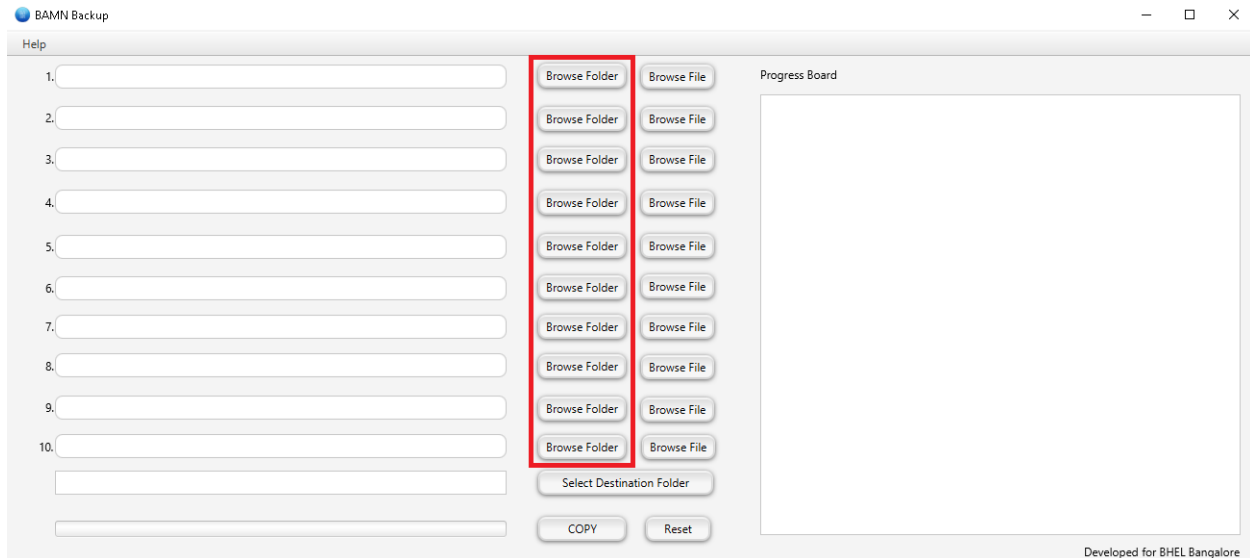 BAMN Backup
Help
1. Browse Folder Browse File Progress Board
2. Browse Folder Browse File
3. Browse Folder Browse File
4. Browse Folder Browse File
5. Browse Folder Browse File
6. Browse Folder Browse File
7. Browse Folder Browse File
8. Browse Folder Browse File
9. Browse Folder Browse File
10. Browse Folder Browse File
Select Destination Folder
COPY Reset
Developed for BHEL Bangalore